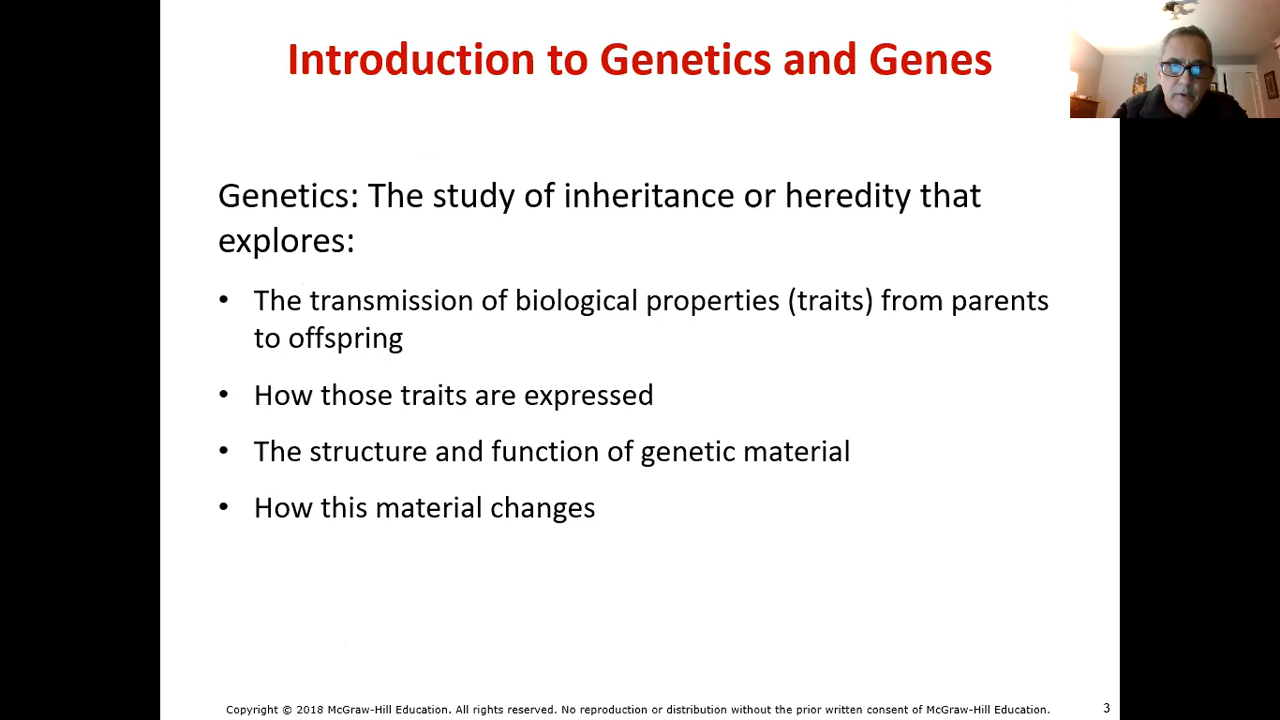 Introduction to Genetics and Genes
Genetics: The study of inheritance or heredity that
explores:
• The transmission of biological properties (traits) from parents
to offspring
• How those traits are expressed
• The structure and function of genetic material
• How this material changes
Copyright © 2018 McGraw-Hill Education. All rights reserved. No reproduction or distribution without the prior written consent of McGraw-Hill Education.
3